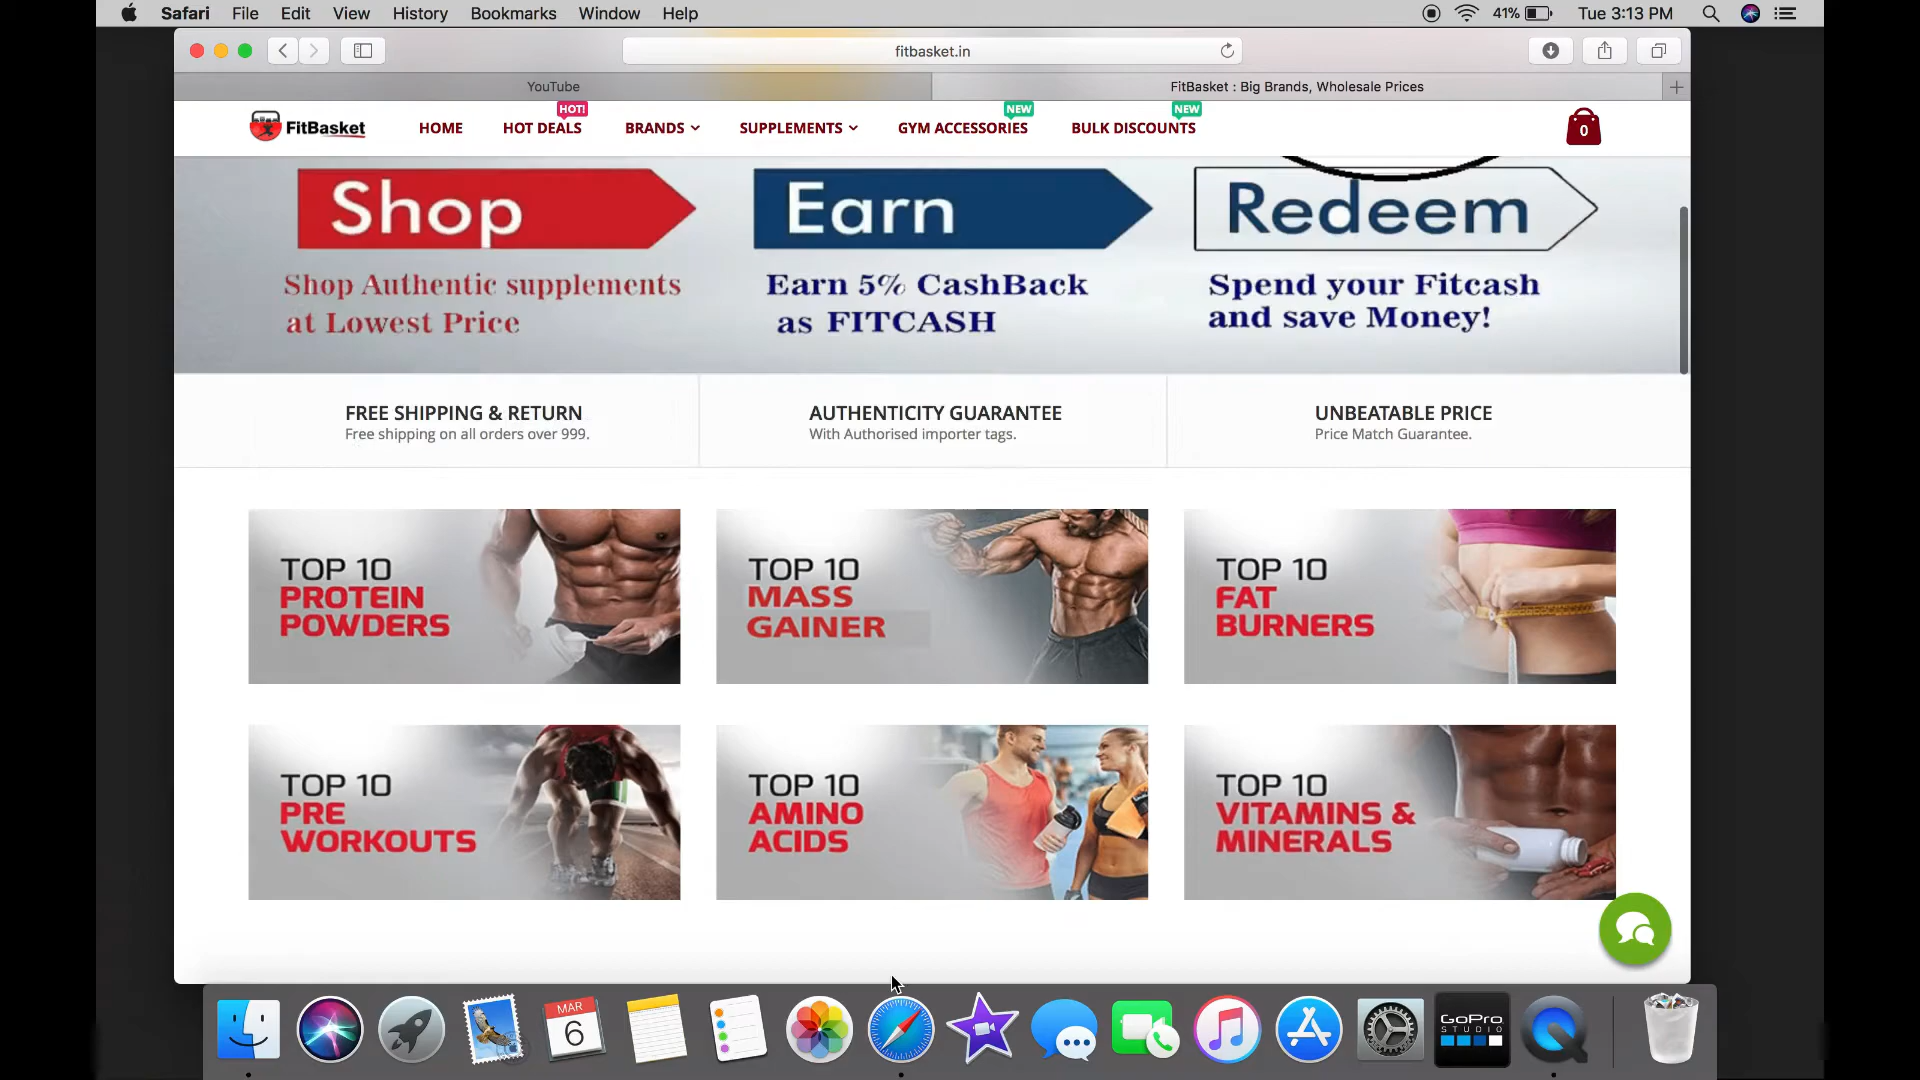 Safari File Edit View History Bookmarks Window Help 41% Tue 3:13 PM
fitbasket.in
YouTube
FitBasket : Big Brands, Wholesale Prices
FitBasket
HOME
HOT DEALS
HOT!
BRANDS
SUPPLEMENTS
GYM ACCESSORIES
NEW
BULK DISCOUNTS
NEW
0
Shop
Shop Authentic supplements
at Lowest Price
Earn
Earn 5% CashBack
as FITCASH
Redeem
Spend your Fitcash
and save Money!
FREE SHIPPING & RETURN
Free shipping on all orders over 999.
AUTHENTICITY GUARANTEE
With Authorised importer tags.
UNBEATABLE PRICE
Price Match Guarantee.
TOP 10
PROTEIN
POWDERS
TOP 10
MASS
GAINER
TOP 10
FAT
BURNERS
TOP 10
PRE
WORKOUTS
TOP 10
AMINO
ACIDS
TOP 10
VITAMINS &
MINERALS
MAR
6
GoPro
STUDIO